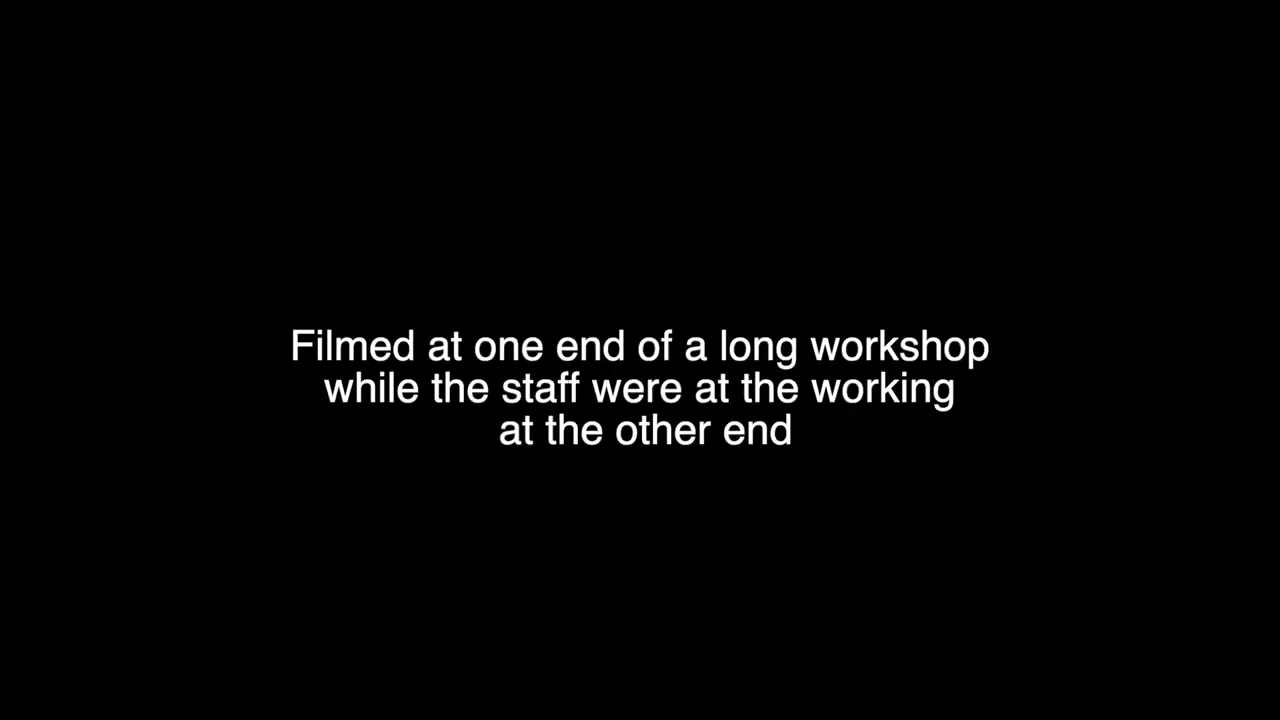 Filmed at one end of a long workshop
while the staff were at the working
at the other end